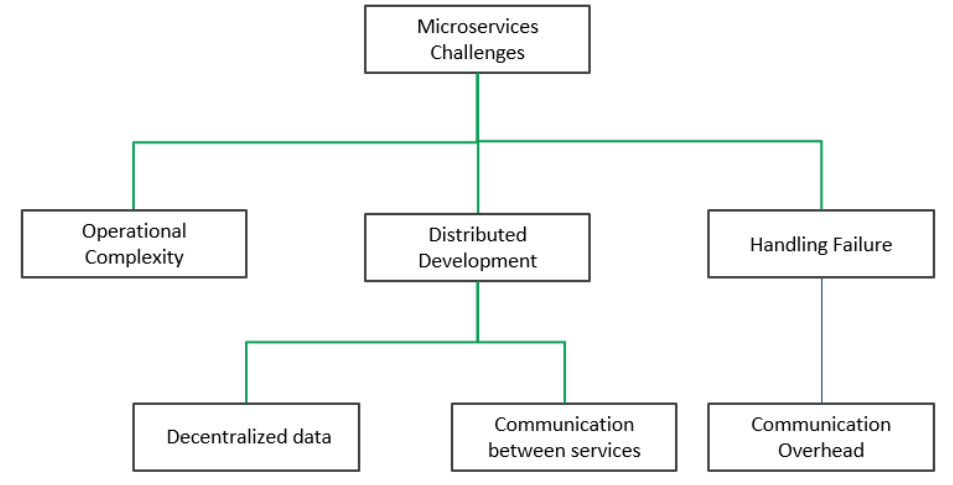 Microservices
Challenges
Operational
Complexity
Distributed
Development
Handling Failure
Decentralized data
Communication
between services
Communication
Overhead